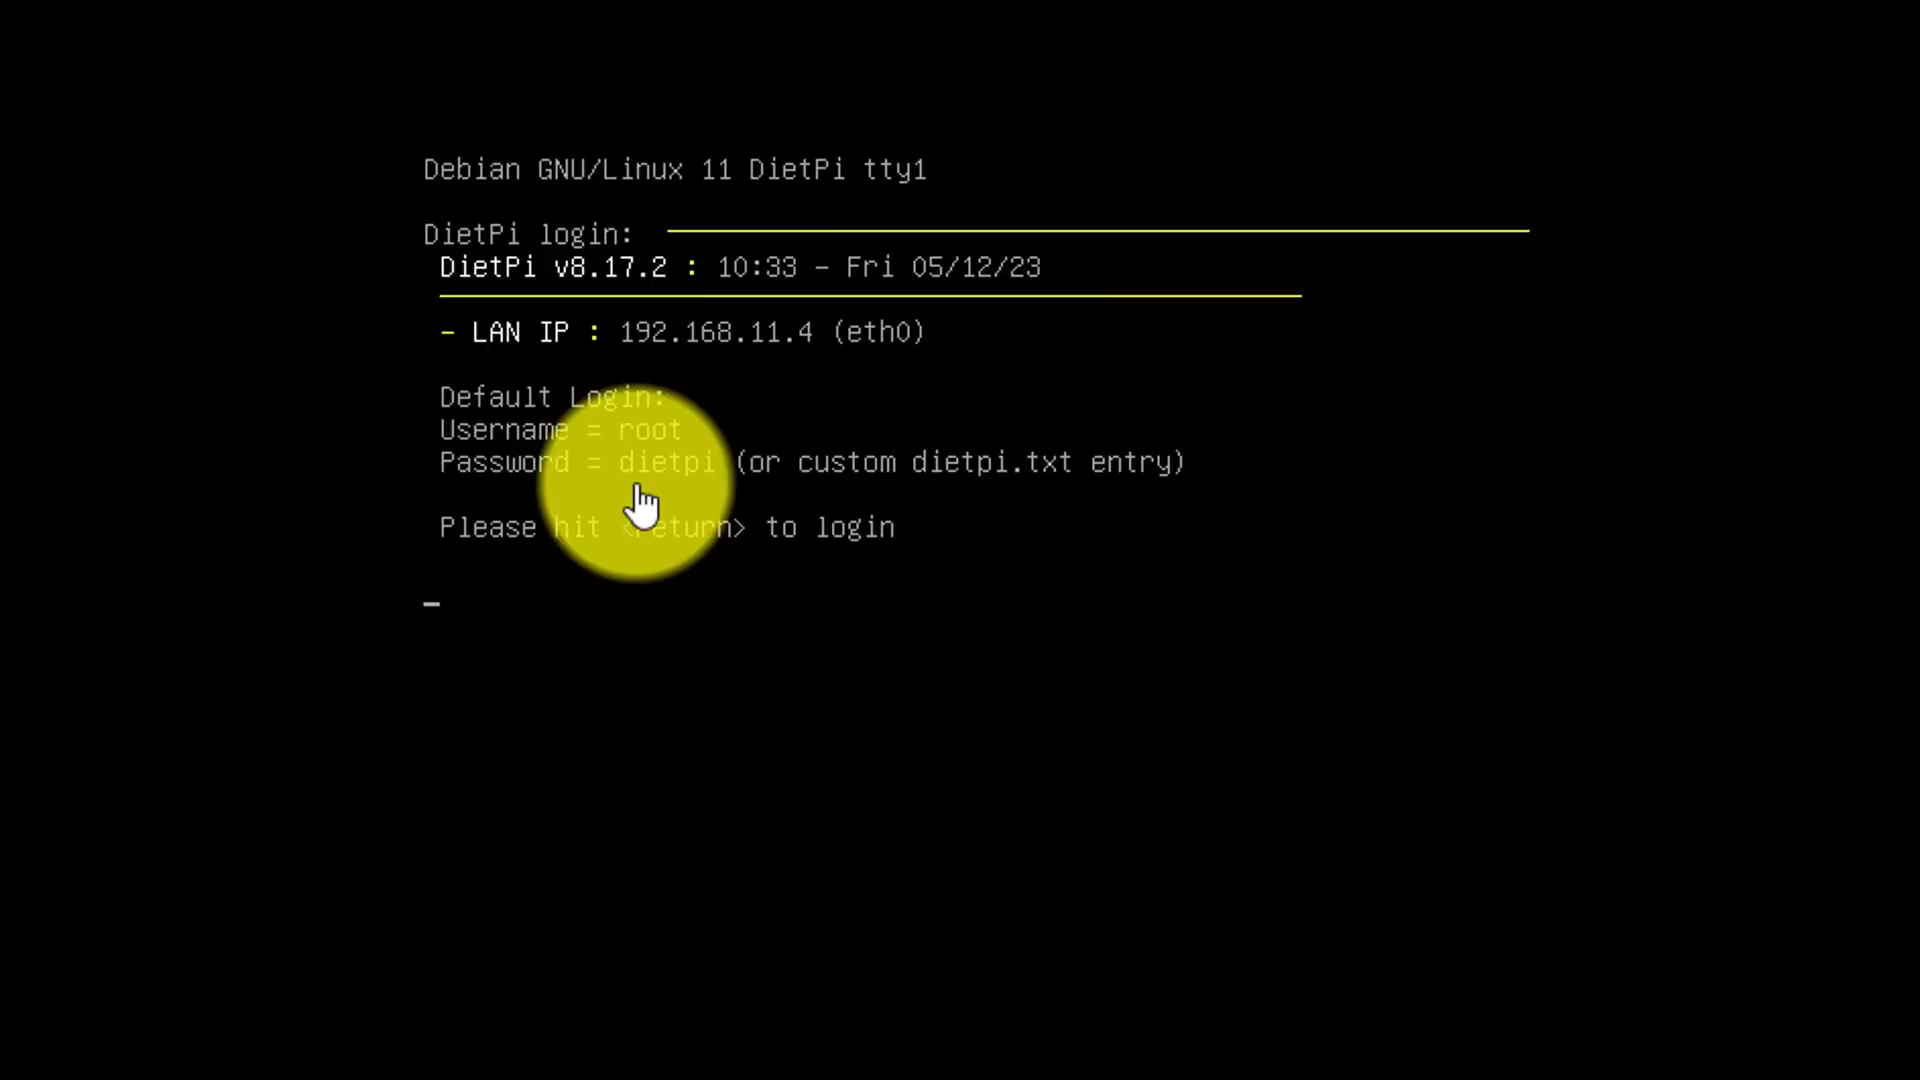 Debian GNU/Linux 11 DietPi tty1
DietPi login:
DietPi v8.17.2 : 10:33 - Fri 05/12/23
- LAN IP : 192.168.11.4 (eth0)
Default Login:
Username = root
Password = dietpi (or custom dietpi.txt entry)
Please hit <return> to login